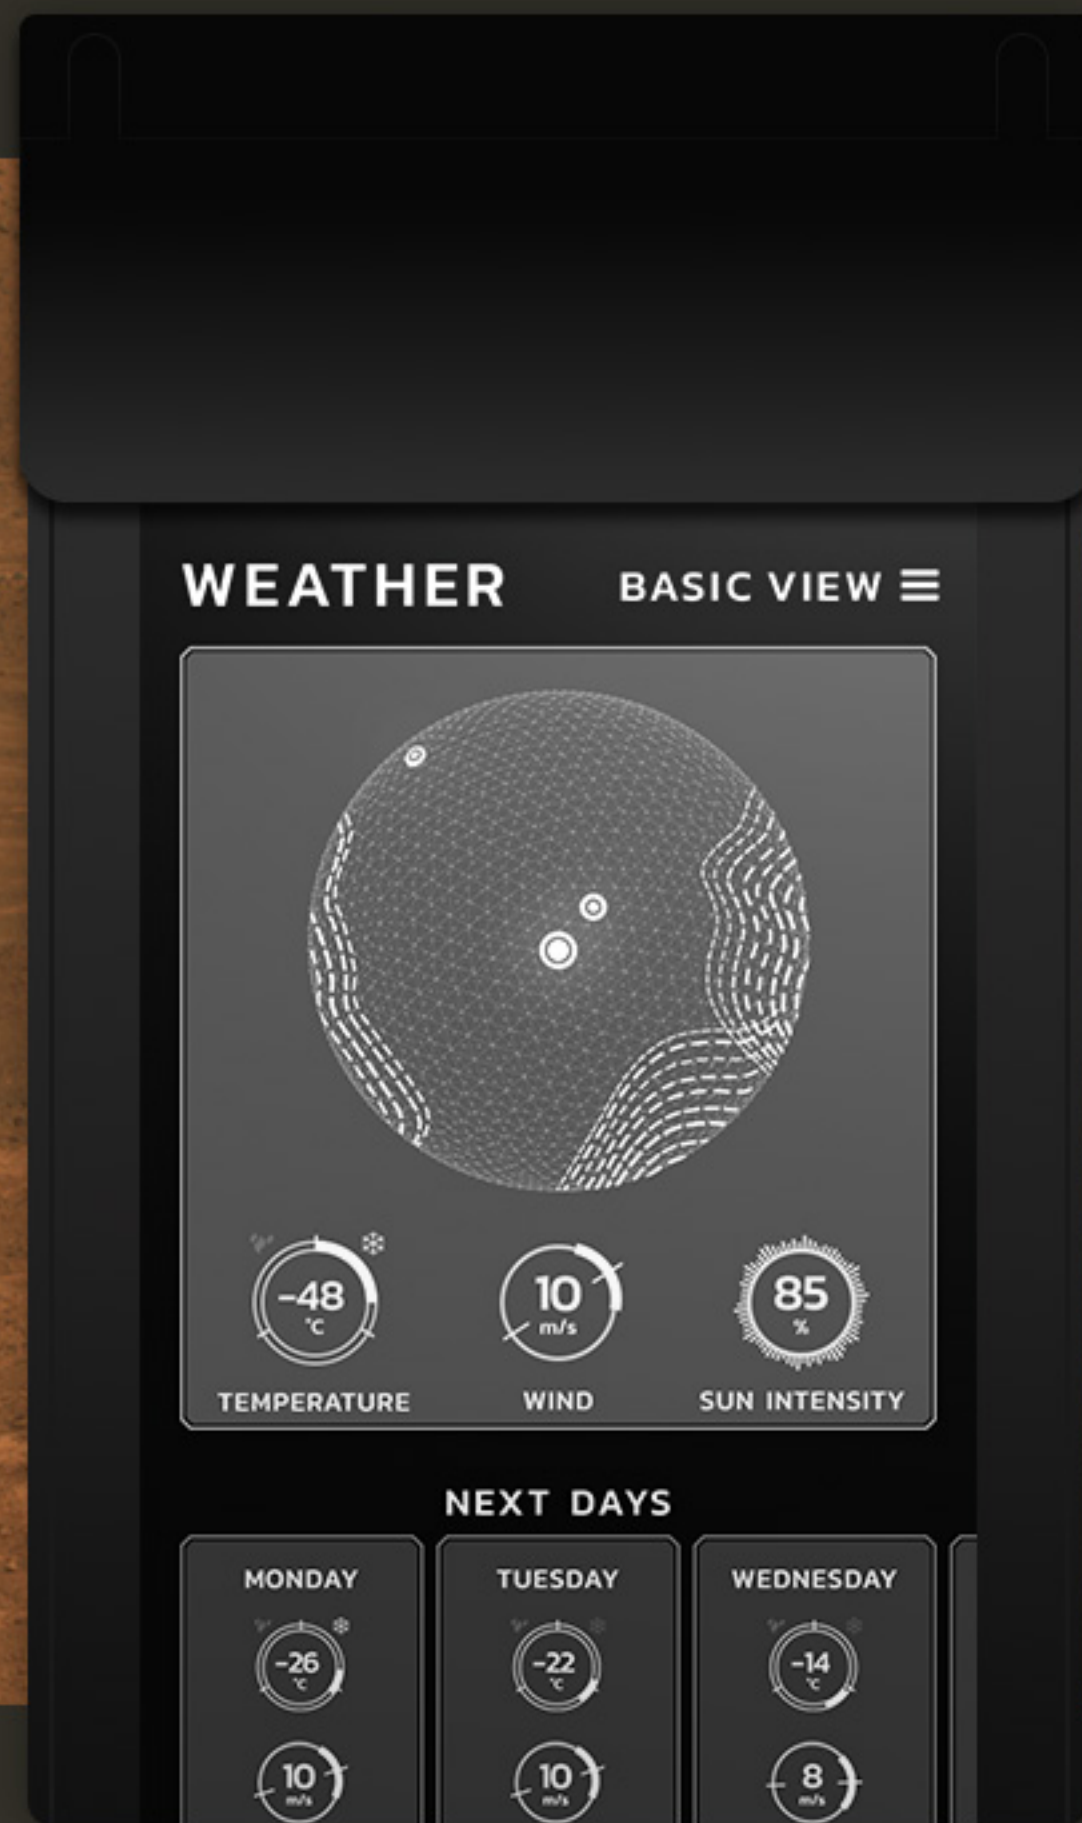 WEATHER
BASIC VIEW
-48
°C
TEMPERATURE
10
m/s
WIND
85
%
SUN INTENSITY
NEXT DAYS
MONDAY
-26
°C
10
m/s
TUESDAY
-22
°C
10
m/s
WEDNESDAY
-14
°C
8
m/s